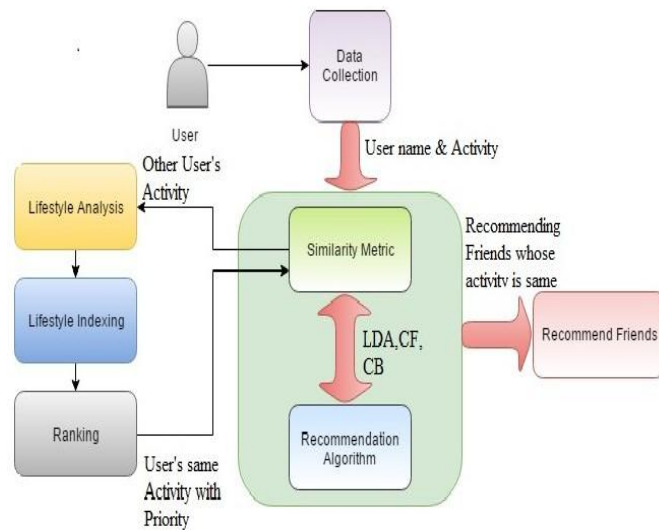 Data
Collection
User
User name & Activity
Other User's
Activity
Lifestyle Analysis
Similarity Metric
Recommending
Friends whose
activity is same
Lifestyle Indexing
Recommend Friends
LDA,CF,
CB
Ranking
Recommendation
Algorithm
User's same
Activity with
Priority